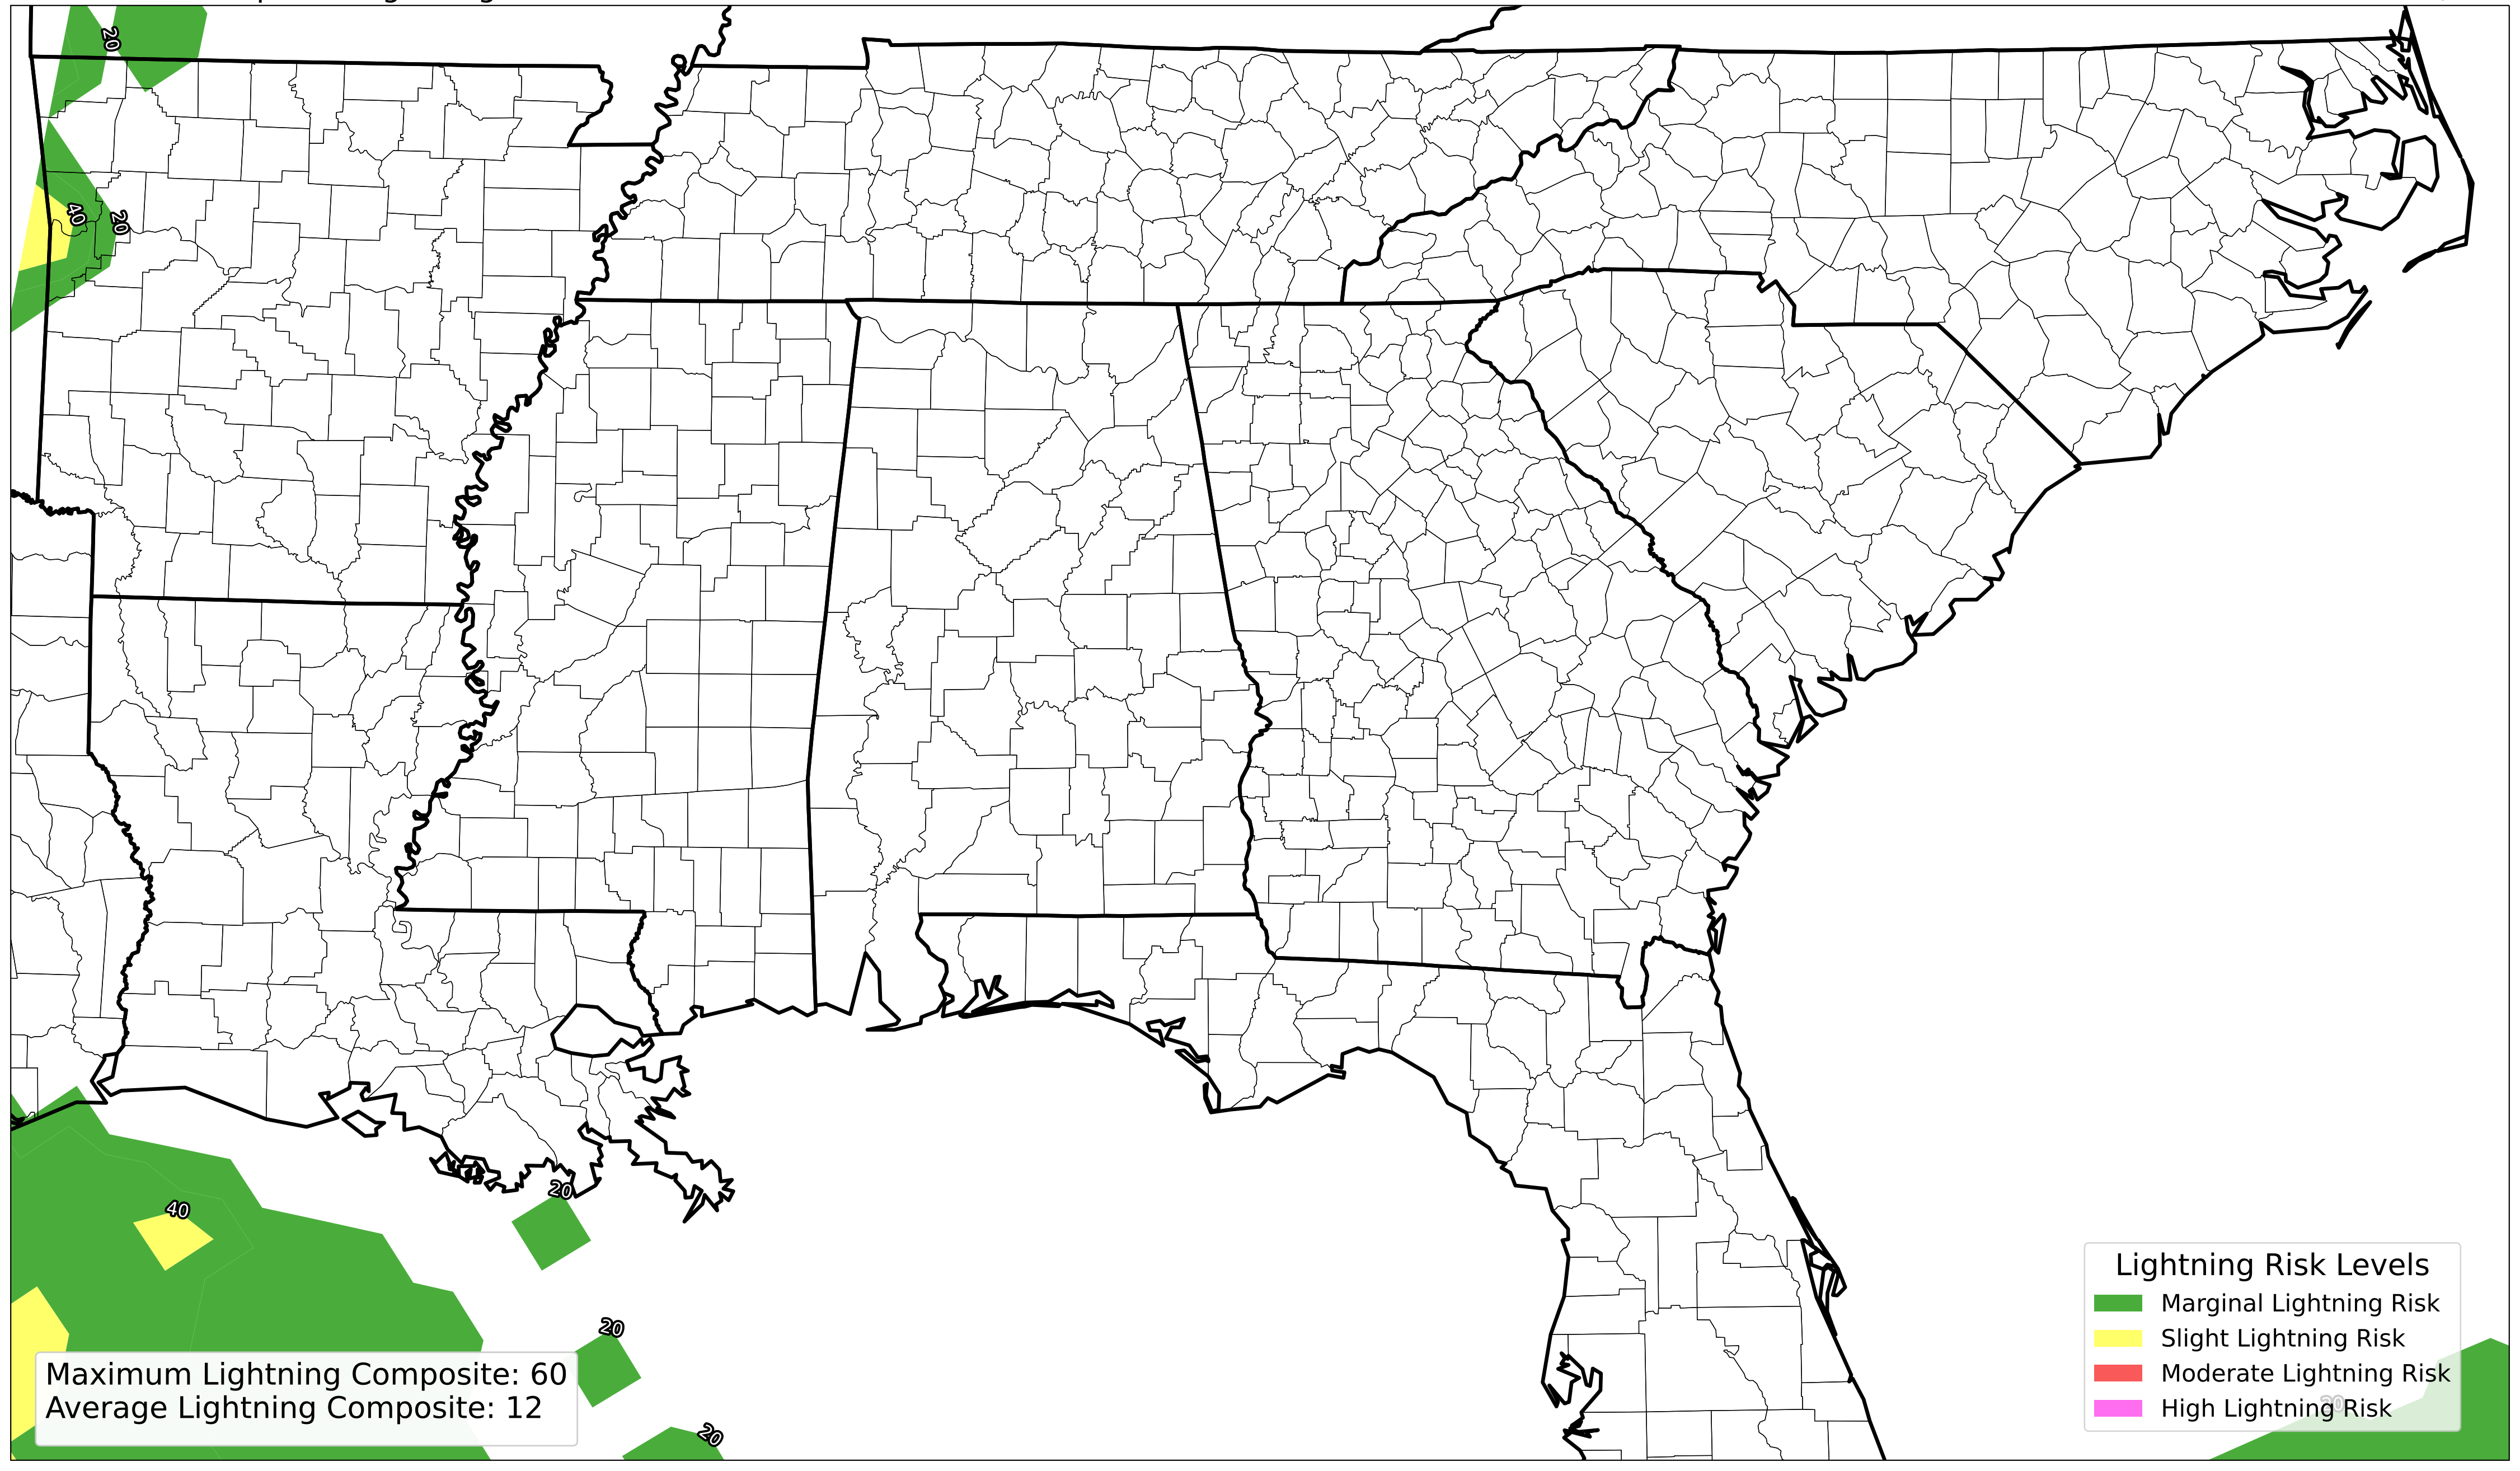 20
40
20
40
20
20
20
Lightning Risk Levels
Marginal Lightning Risk
Slight Lightning Risk
Moderate Lightning Risk
High Lightning Risk
20
Maximum Lightning Composite: 60
Average Lightning Composite: 12